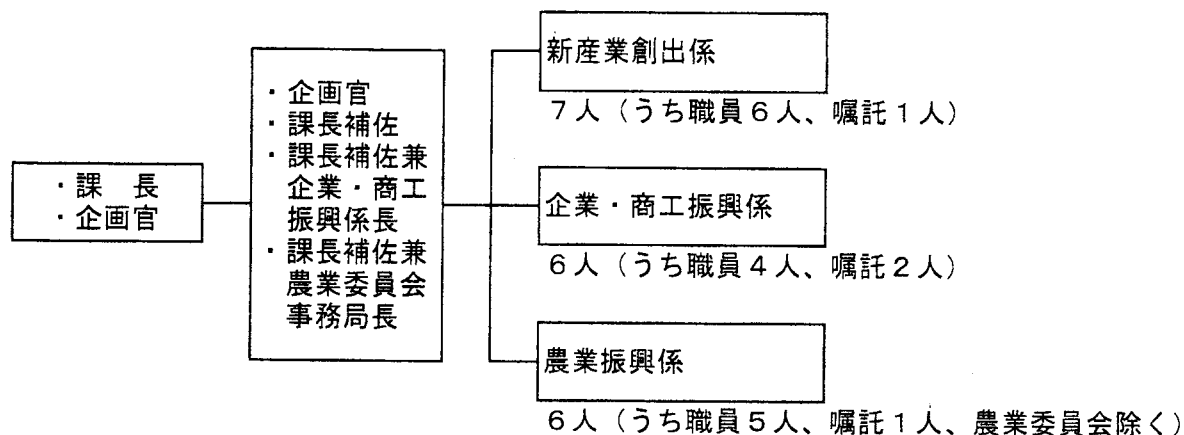 ・課　長
・企画官
・企画官
・課長補佐
・課長補佐兼
企業・商工
振興係長
・課長補佐兼
農業委員会
事務局長
新産業創出係
７人（うち職員６人、嘱託１人）
企業・商工振興係
６人（うち職員４人、嘱託２人）
農業振興係
６人（うち職員５人、嘱託１人、農業委員会除く）